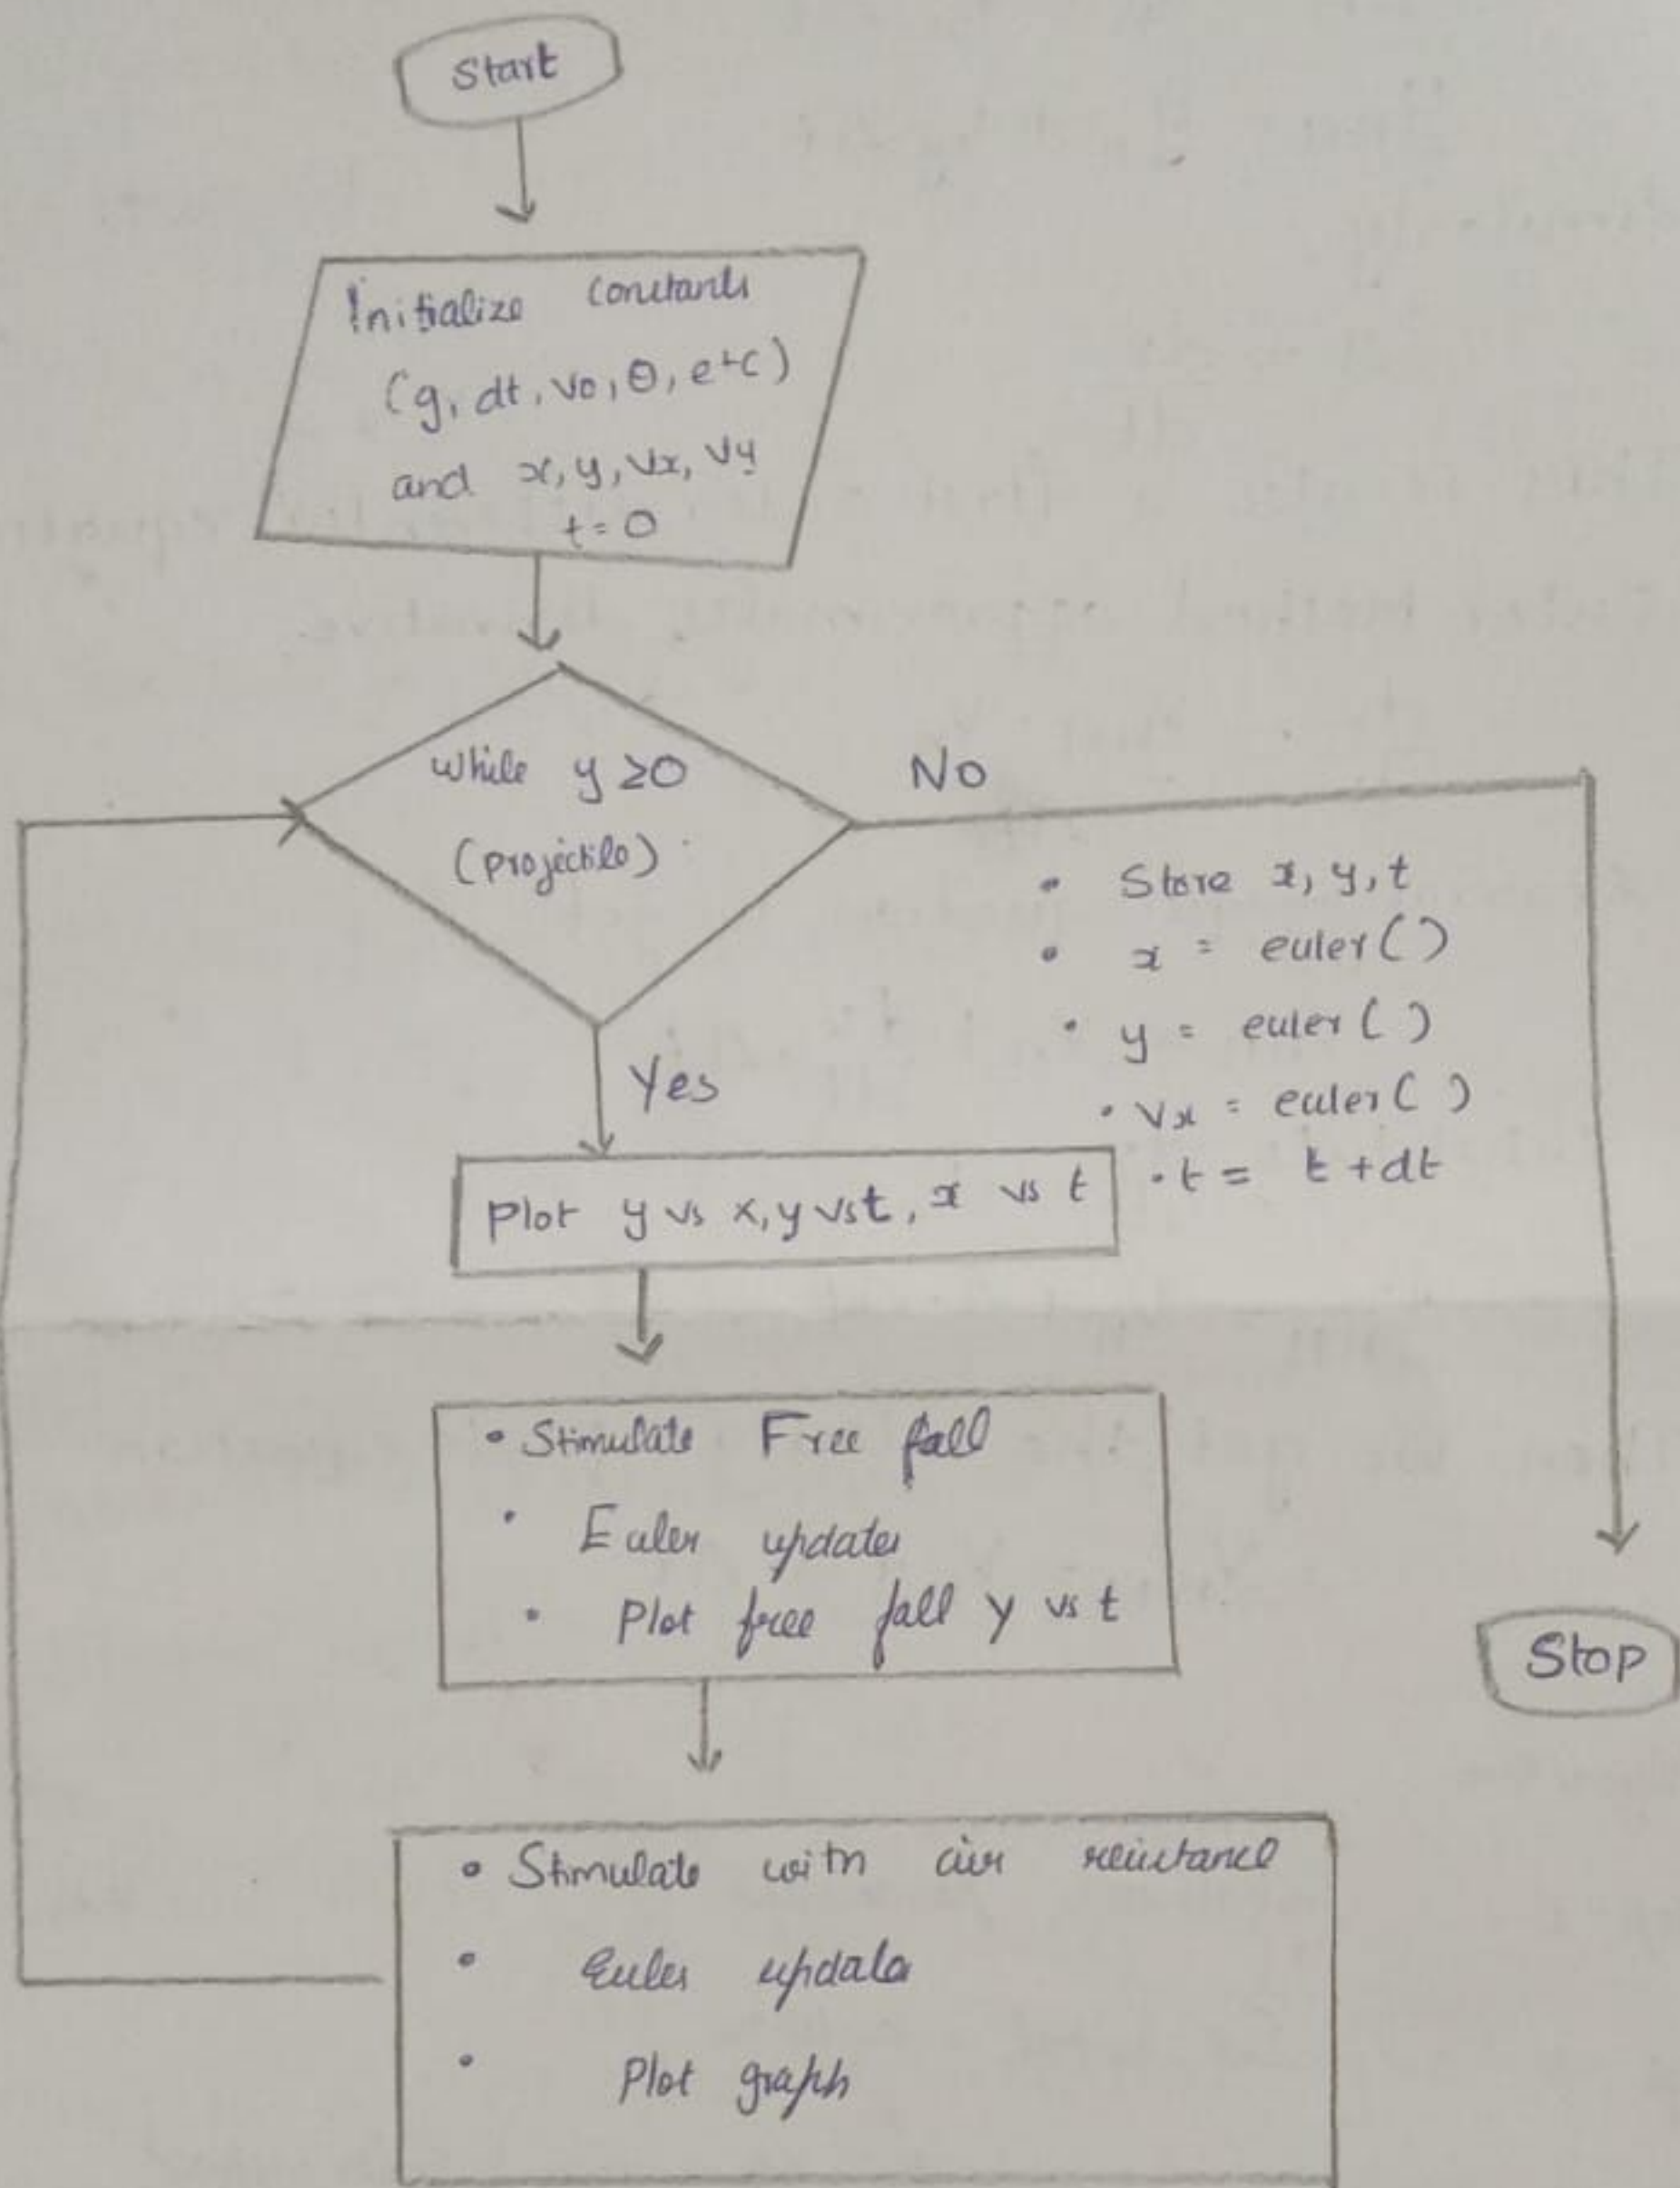 Start
Initialize constants
(g, dt, v0, θ, etc)
and x, y, vx, vy
t = 0
while y ≥ 0
(projectile)
No
• Store x, y, t
• x = euler()
• y = euler()
• vx = euler()
• t = t + dt
Yes
Plot y vs x, y vs t, x vs t
• Stimulate Free fall
• Euler updates
• Plot free fall y vs t
Stop
• Stimulate with air resistance
• Euler update
• Plot graph